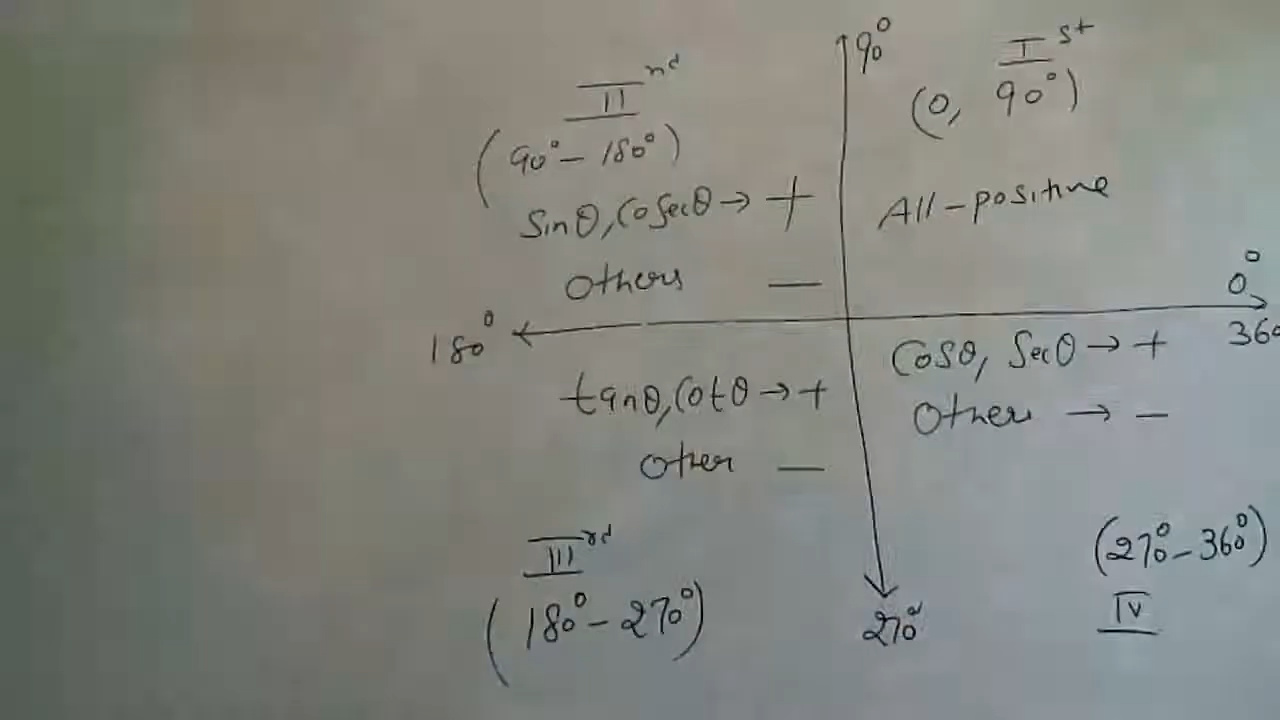 90°
I st
(0, 90°)
All-positive
II nd
(90° - 180°)
sinθ, Cosecθ → +
Others —
0°
360
180°
Cosθ, Secθ → +
Other → -
tanθ, Cotθ → +
Other —
III rd
(180° - 270°)
270°
(270° - 360°)
IV